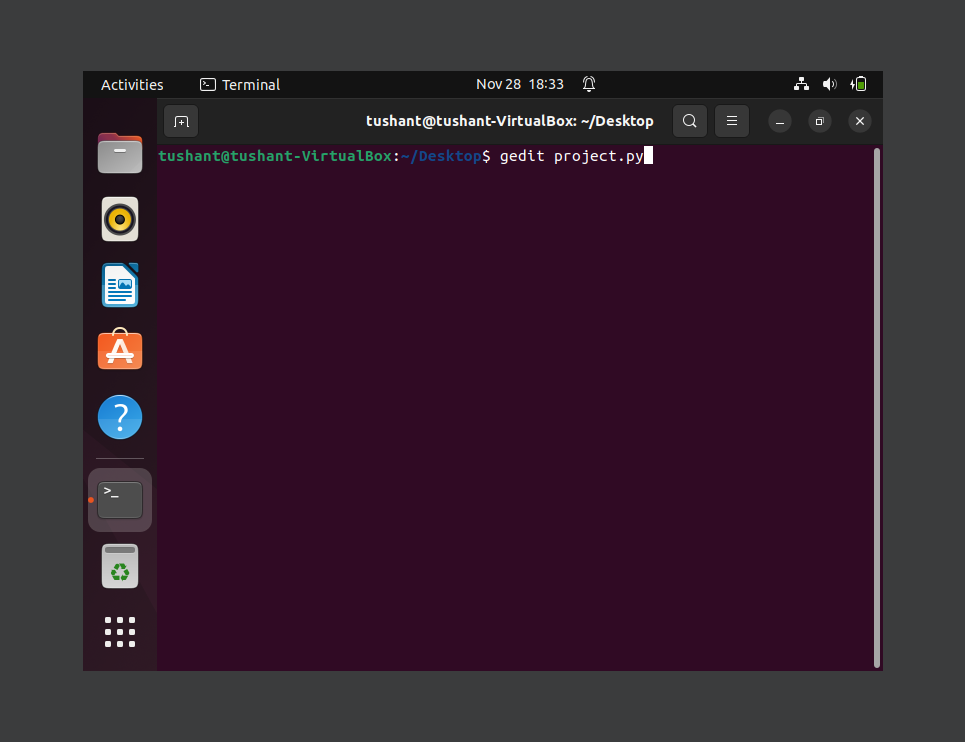 Activities Terminal Nov 28 18:33
tushant@tushant-VirtualBox: ~/Desktop
tushant@tushant-VirtualBox:~/Desktop$ gedit project.py
?
>_